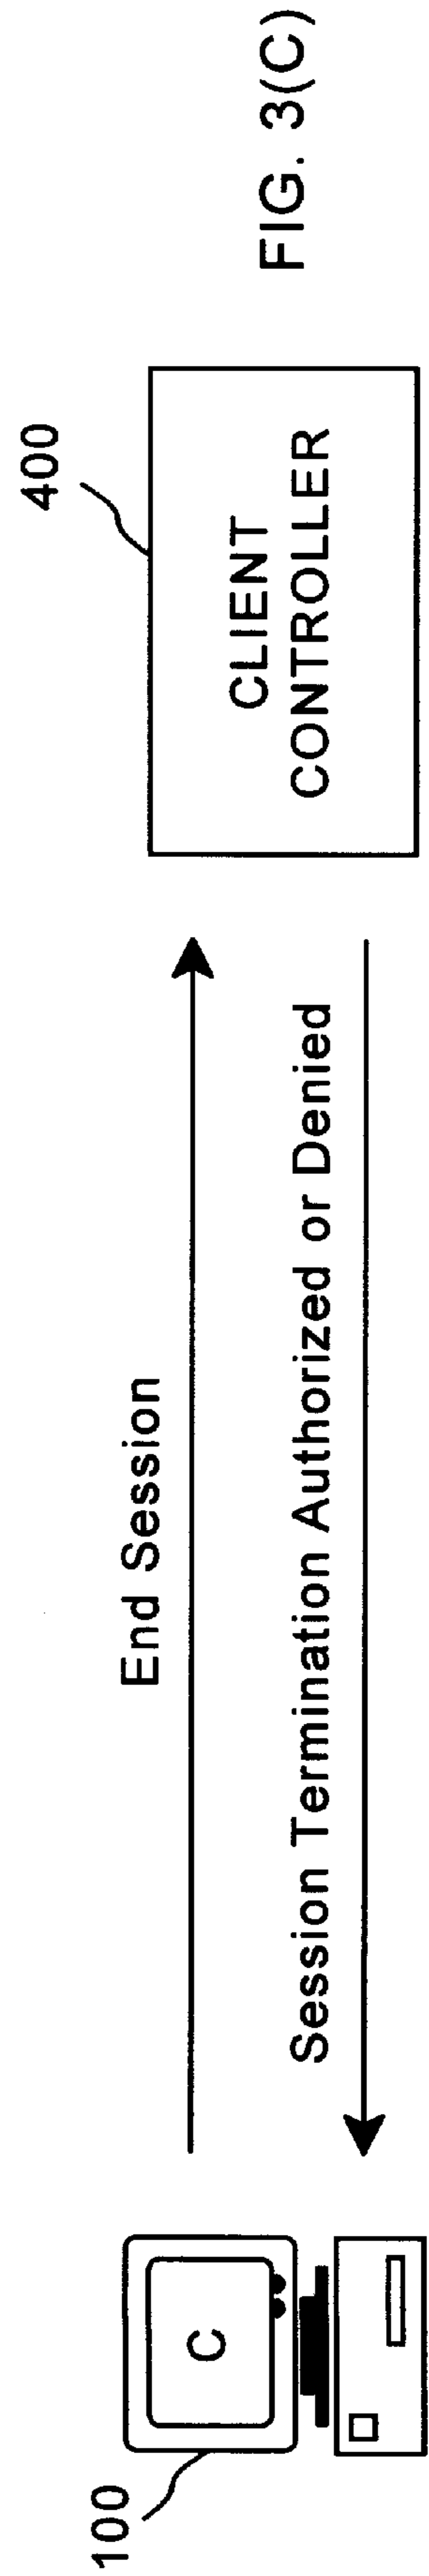 100
C
End Session
Session Termination Authorized or Denied
400
CLIENT
CONTROLLER
FIG. 3(C)